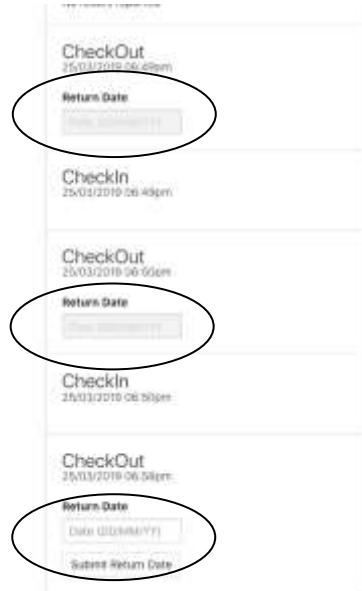 CheckOut
25/03/2019 06:49pm
Return Date
CheckIn
25/03/2019 06:49pm
CheckOut
25/03/2019
Return Date
CheckIn
25/03/2019 06:50pm
CheckOut
25/03/2019 06:58pm
Return Date
Date (DD/MM/YY)
Submit Return Date